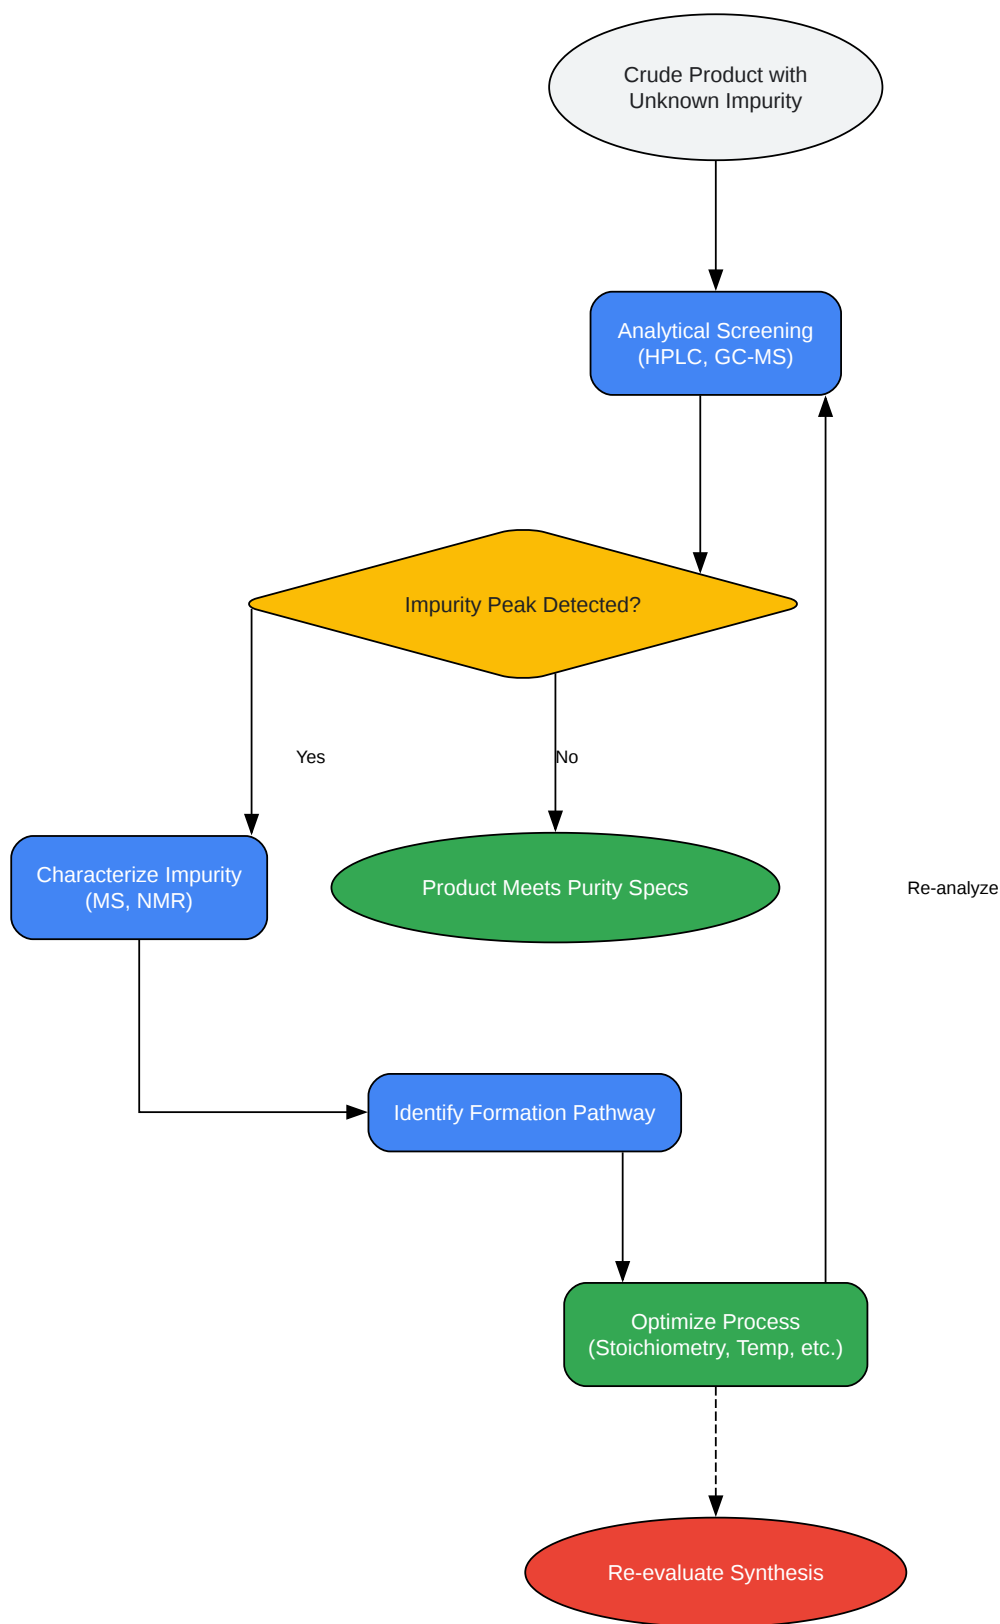 Crude Product with
Unknown Impurity
Analytical Screening
(HPLC, GC-MS)
Impurity Peak Detected?
Yes
No
Characterize Impurity
(MS, NMR)
Product Meets Purity Specs
Re-analyze
Identify Formation Pathway
Optimize Process
(Stoichiometry, Temp, etc.)
Re-evaluate Synthesis